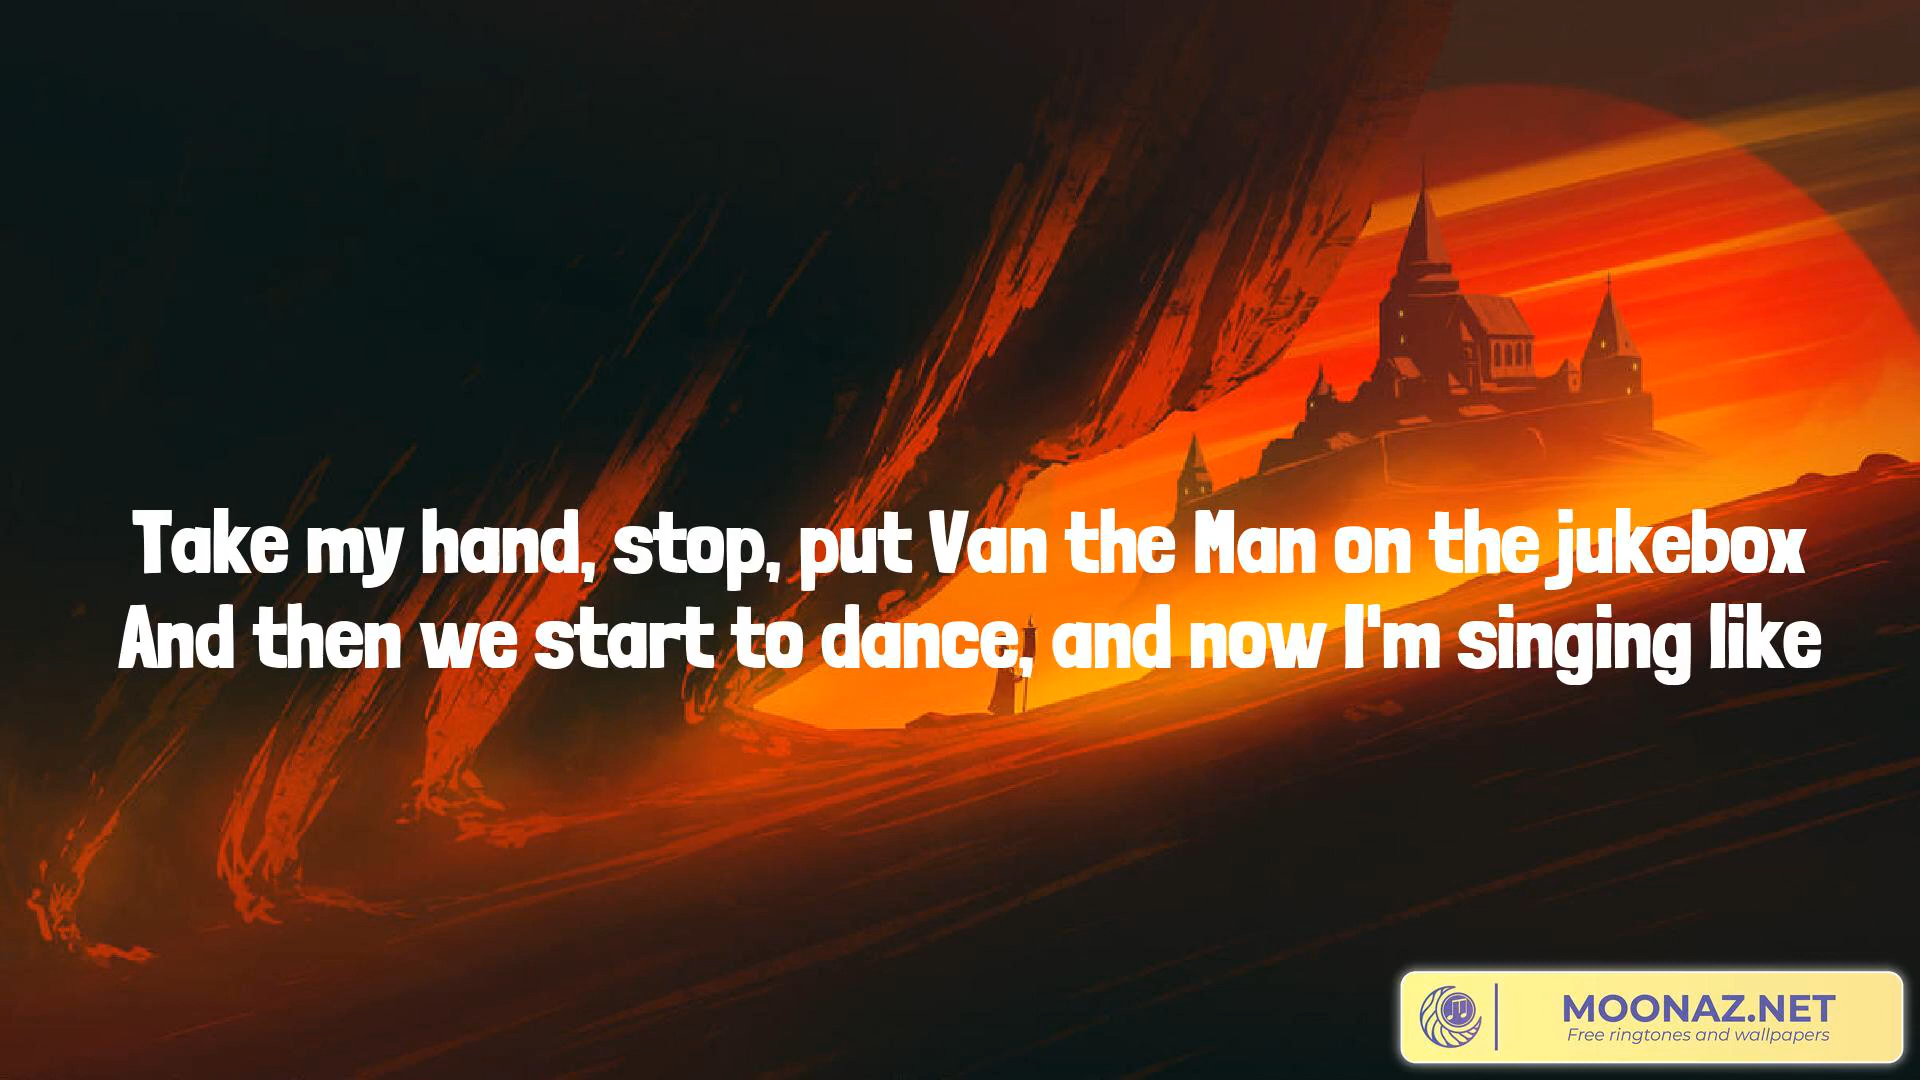 Take my hand, stop, put Van the Man on the jukebox
And then we start to dance, and now I'm singing like
MOONAZ.NET
Free ringtones and wallpapers